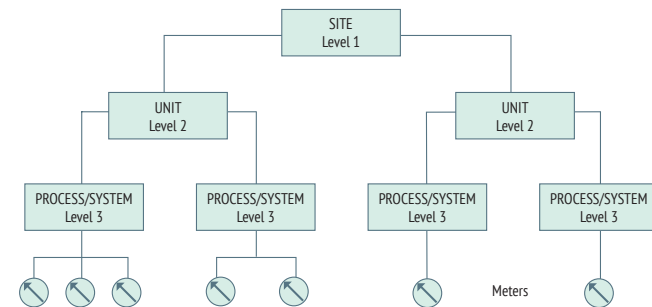 SITE
Level 1
UNIT
Level 2
UNIT
Level 2
PROCESS/SYSTEM
Level 3
PROCESS/SYSTEM
Level 3
PROCESS/SYSTEM
Level 3
PROCESS/SYSTEM
Level 3
Meters